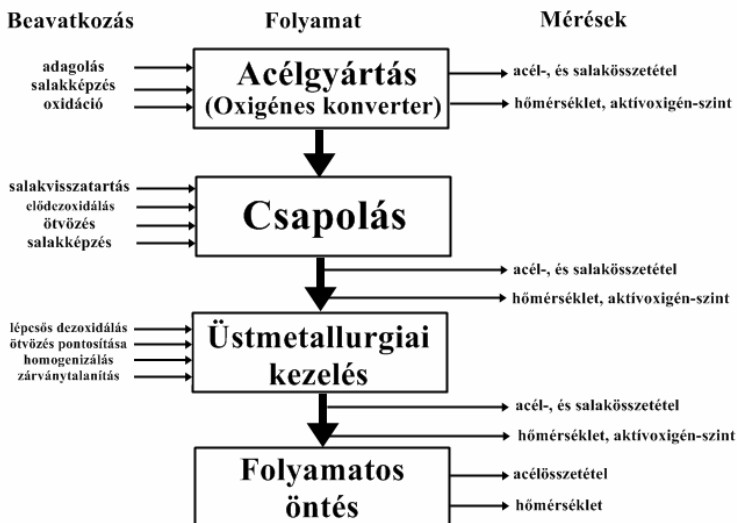 Beavatkozás
Folyamat
Mérések
adagolás
salakképzés
oxidáció
Acélgyártás
(Oxigénes konverter)
acél-, és salakösszetétel
hőmérséklet, aktívoxigén-szint
salakvisszatartás
elődezoxidálás
ötvözés
salakképzés
Csapolás
acél-, és salakösszetétel
hőmérséklet, aktívoxigén-szint
lépcsős dezoxidálás
ötvözés pontosítása
homogenizálás
zárványtalanítás
Üstmetallurgiai
kezelés
acél-, és salakösszetétel
hőmérséklet, aktívoxigén-szint
Folyamatos
öntés
acélösszetétel
hőmérséklet